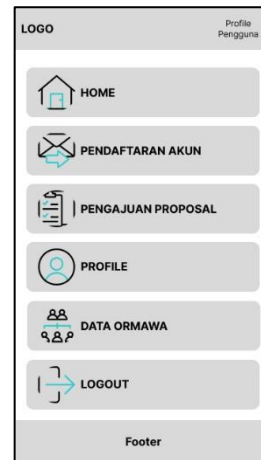 LOGO
Profile
Pengguna
HOME
PENDAFTARAN AKUN
PENGAJUAN PROPOSAL
PROFILE
DATA ORMAWA
LOGOUT
Footer